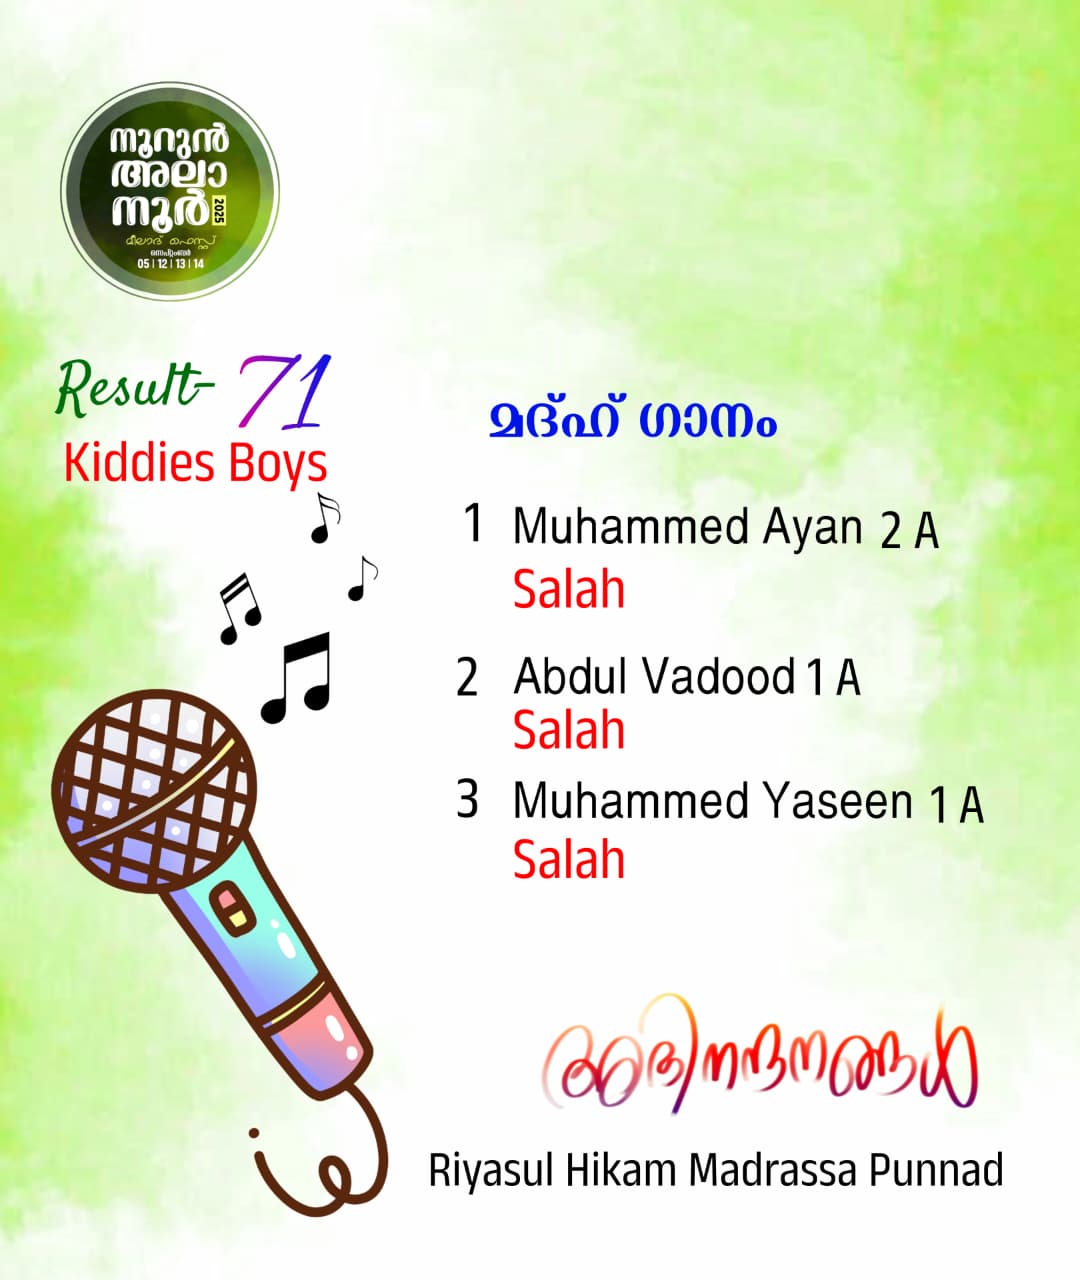 നൂറുൻ
അലാ
നൂർ 2025
മീലാദ് ഫെസ്റ്റ്
സെപ്റ്റംബർ
05 | 12 | 13 | 14
Result- 71
Kiddies Boys
മദ്ഹ് ഗാനം
1 Muhammed Ayan 2 A
Salah
2 Abdul Vadood 1 A
Salah
3 Muhammed Yaseen 1 A
Salah
അഭിനന്ദനങ്ങൾ
Riyasul Hikam Madrassa Punnad